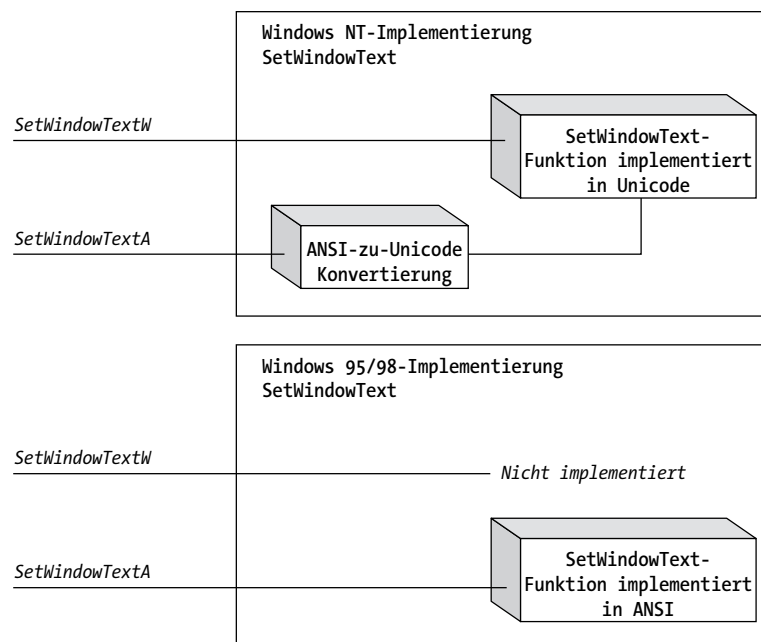 Windows NT-Implementierung
SetWindowText
SetWindowTextW
SetWindowText-
Funktion implementiert
in Unicode
SetWindowTextA
ANSI-zu-Unicode
Konvertierung
Windows 95/98-Implementierung
SetWindowText
SetWindowTextW
Nicht implementiert
SetWindowTextA
SetWindowText-
Funktion implementiert
in ANSI